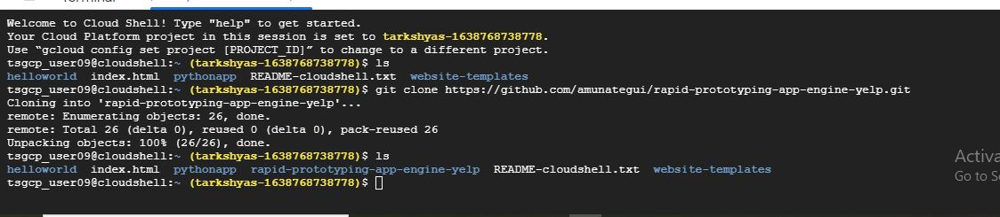 Terminal
Welcome to Cloud Shell! Type "help" to get started.
Your Cloud Platform project in this session is set to tarkshyas-1638768738778.
Use “gcloud config set project [PROJECT_ID]” to change to a different project.
tsgcp_user09@cloudshell:~ (tarkshyas-1638768738778)$ ls
helloworld index.html pythonapp README-cloudshell.txt website-templates
tsgcp_user09@cloudshell:~ (tarkshyas-1638768738778)$ git clone https://github.com/amunategui/rapid-prototyping-app-engine-yelp.git
Cloning into 'rapid-prototyping-app-engine-yelp'...
remote: Enumerating objects: 26, done.
remote: Total 26 (delta 0), reused 0 (delta 0), pack-reused 26
Unpacking objects: 100% (26/26), done.
tsgcp_user09@cloudshell:~ (tarkshyas-1638768738778)$ ls
helloworld index.html pythonapp rapid-prototyping-app-engine-yelp README-cloudshell.txt website-templates
tsgcp_user09@cloudshell:~ (tarkshyas-1638768738778)$
Activa
Go to S